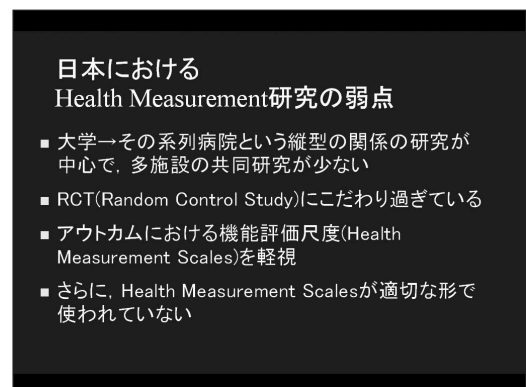 日本における
Health Measurement研究の弱点
■ 大学→その系列病院という縦型の関係の研究が
中心で，多施設の共同研究が少ない
■ RCT(Random Control Study)にこだわり過ぎている
■ アウトカムにおける機能評価尺度(Health
Measurement Scales)を軽視
■ さらに，Health Measurement Scalesが適切な形で
使われていない